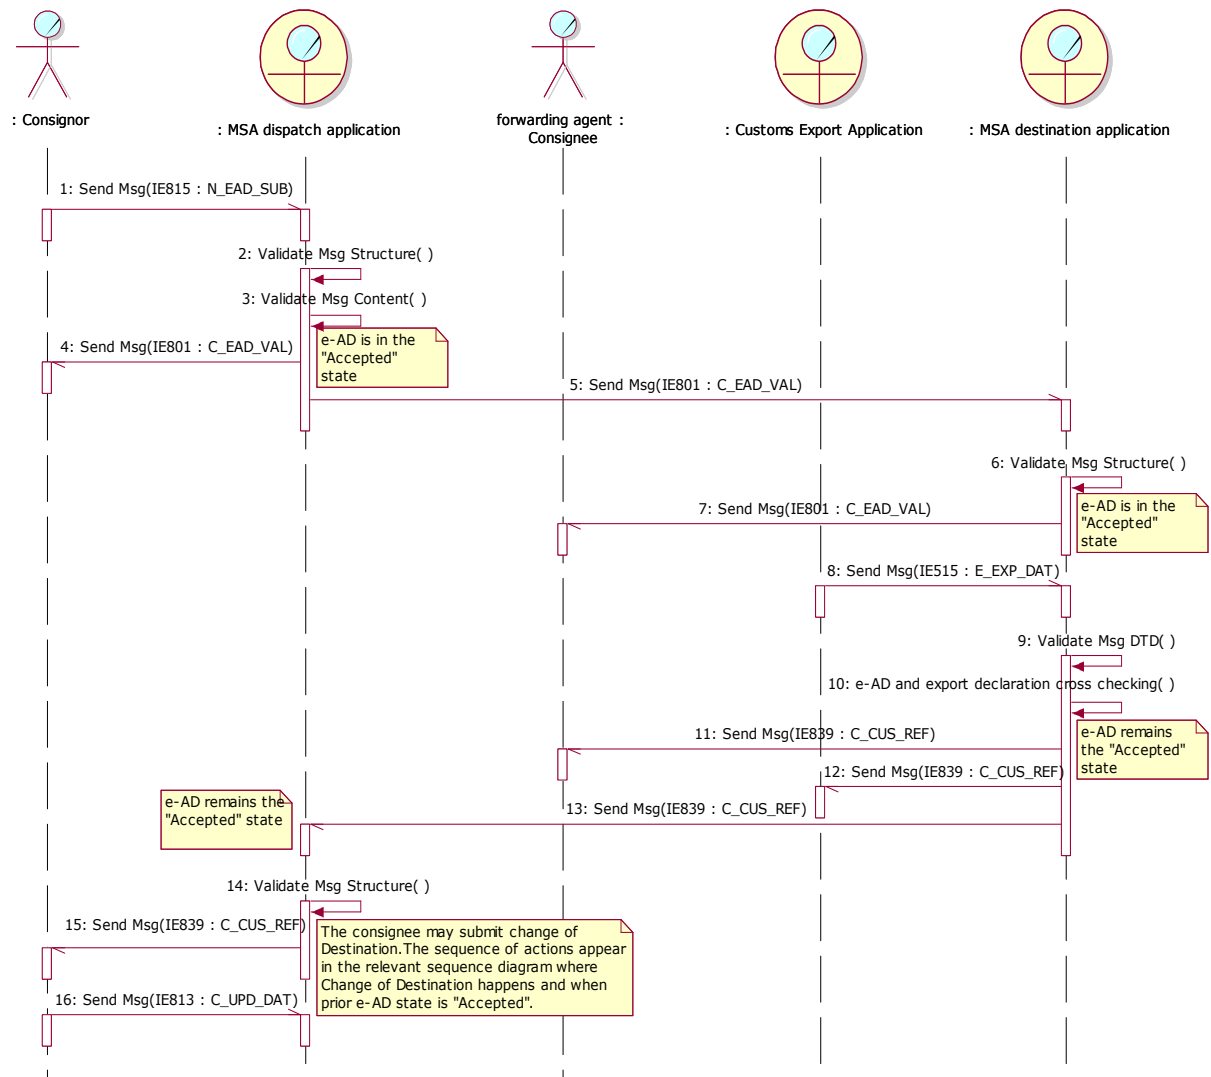 : Consignor
: MSA dispatch application
forwarding agent :
Consignee
: Customs Export Application
: MSA destination application
1: Send Msg(IE815 : N_EAD_SUB)
2: Validate Msg Structure( )
3: Validate Msg Content( )
e-AD is in the
"Accepted"
state
4: Send Msg(IE801 : C_EAD_VAL)
5: Send Msg(IE801 : C_EAD_VAL)
6: Validate Msg Structure( )
e-AD is in the
"Accepted"
state
7: Send Msg(IE801 : C_EAD_VAL)
8: Send Msg(IE515 : E_EXP_DAT)
9: Validate Msg DTD( )
10: e-AD and export declaration cross checking( )
e-AD remains
the "Accepted"
state
11: Send Msg(IE839 : C_CUS_REF)
12: Send Msg(IE839 : C_CUS_REF)
e-AD remains the
"Accepted" state
13: Send Msg(IE839 : C_CUS_REF)
14: Validate Msg Structure( )
15: Send Msg(IE839 : C_CUS_REF)
The consignee may submit change of
Destination.The sequence of actions appear
in the relevant sequence diagram where
Change of Destination happens and when
prior e-AD state is "Accepted".
16: Send Msg(IE813 : C_UPD_DAT)